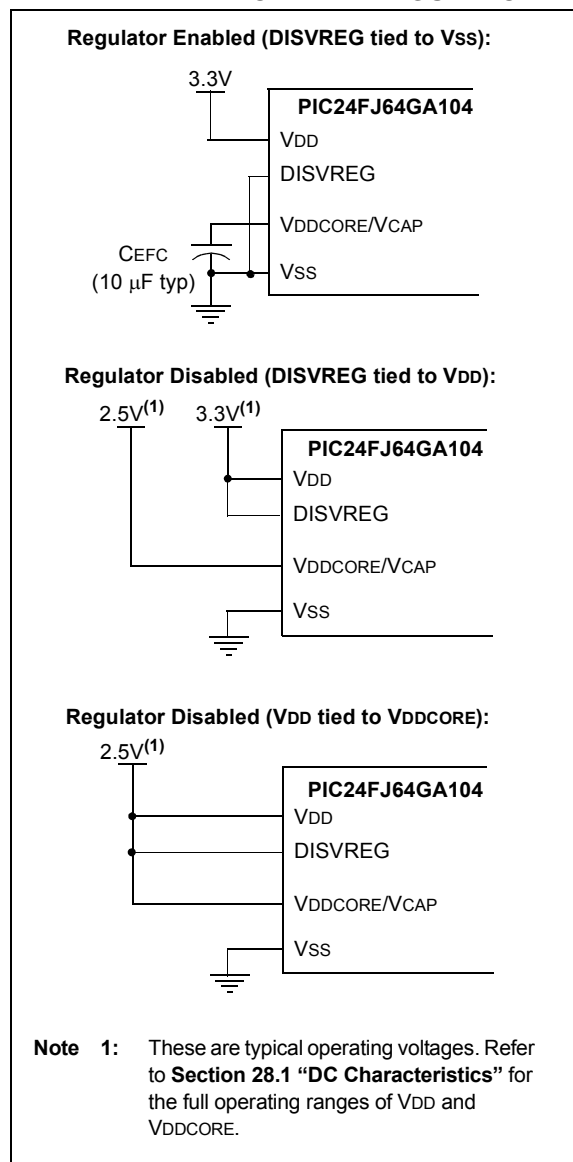 Regulator Enabled (DISVREG tied to VSS):
3.3V
PIC24FJ64GA104
VDD
DISVREG
VDDCORE/VCAP
CEFC
(10 μF typ)
VSS
Regulator Disabled (DISVREG tied to VDD):
2.5V(1) 3.3V(1)
PIC24FJ64GA104
VDD
DISVREG
VDDCORE/VCAP
VSS
Regulator Disabled (VDD tied to VDDCORE):
2.5V(1)
PIC24FJ64GA104
VDD
DISVREG
VDDCORE/VCAP
VSS
Note 1: These are typical operating voltages. Refer
to Section 28.1 “DC Characteristics” for
the full operating ranges of VDD and
VDDCORE.